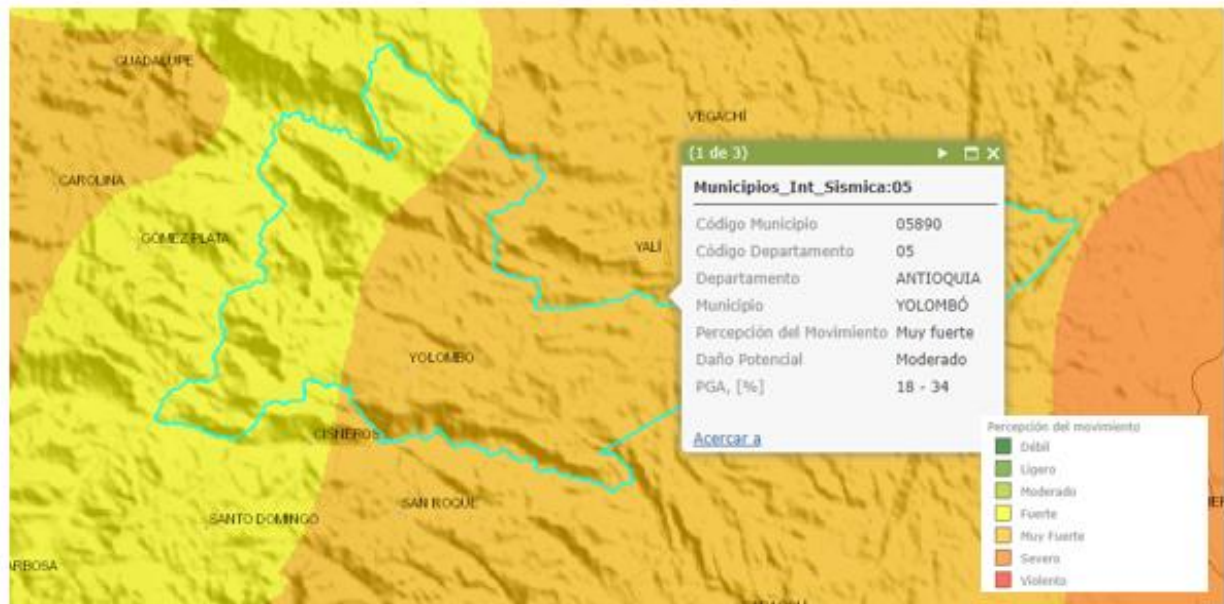 GUADALUPE
VEGACHÍ
CAROLINA
GOMEZ PLATA
YALÍ
YOLOMBÓ
CISNEROS
SAN ROQUE
SANTO DOMINGO
(1 de 3)
Municipios_Int_Sismica:05
Código Municipio 05890
Código Departamento 05
Departamento ANTIOQUIA
Municipio YOLOMBÓ
Percepción del Movimiento Muy fuerte
Daño Potencial Moderado
PGA, [%] 18 - 34
Acercar a
Percepción del movimiento
Débil
Ligero
Moderado
Fuerte
Muy Fuerte
Severo
Violento
ARBOSA